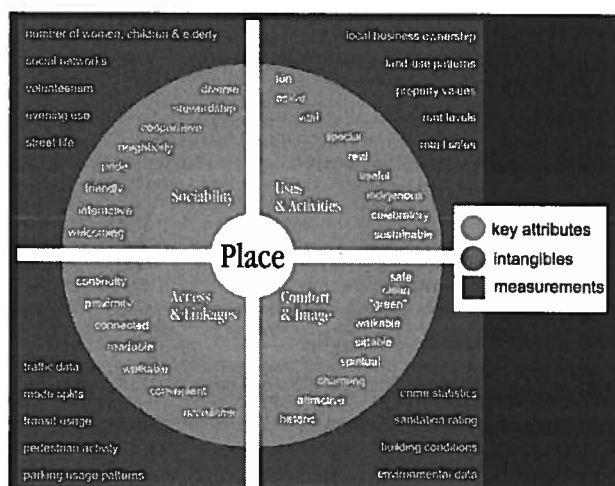 number of women, children & elderly
social networks
volunteerism
evening use
street life
local business ownership
land-use patterns
property values
rent levels
retail sales
diverse
stewardship
cooperative
neighborly
pride
friendly
interactive
welcoming
Sociability
fun
active
vital
special
real
useful
indigenous
celebratory
sustainable
Uses
& Activities
Place
key attributes
intangibles
measurements
continuity
proximity
connected
readable
walkable
convenient
Access
& Linkages
Comfort
& Image
safe
clean
"green"
walkable
sittable
spiritual
charming
attractive
historic
traffic data
mode splits
transit usage
pedestrian activity
parking usage patterns
crime statistics
sanitation rating
building conditions
environmental data